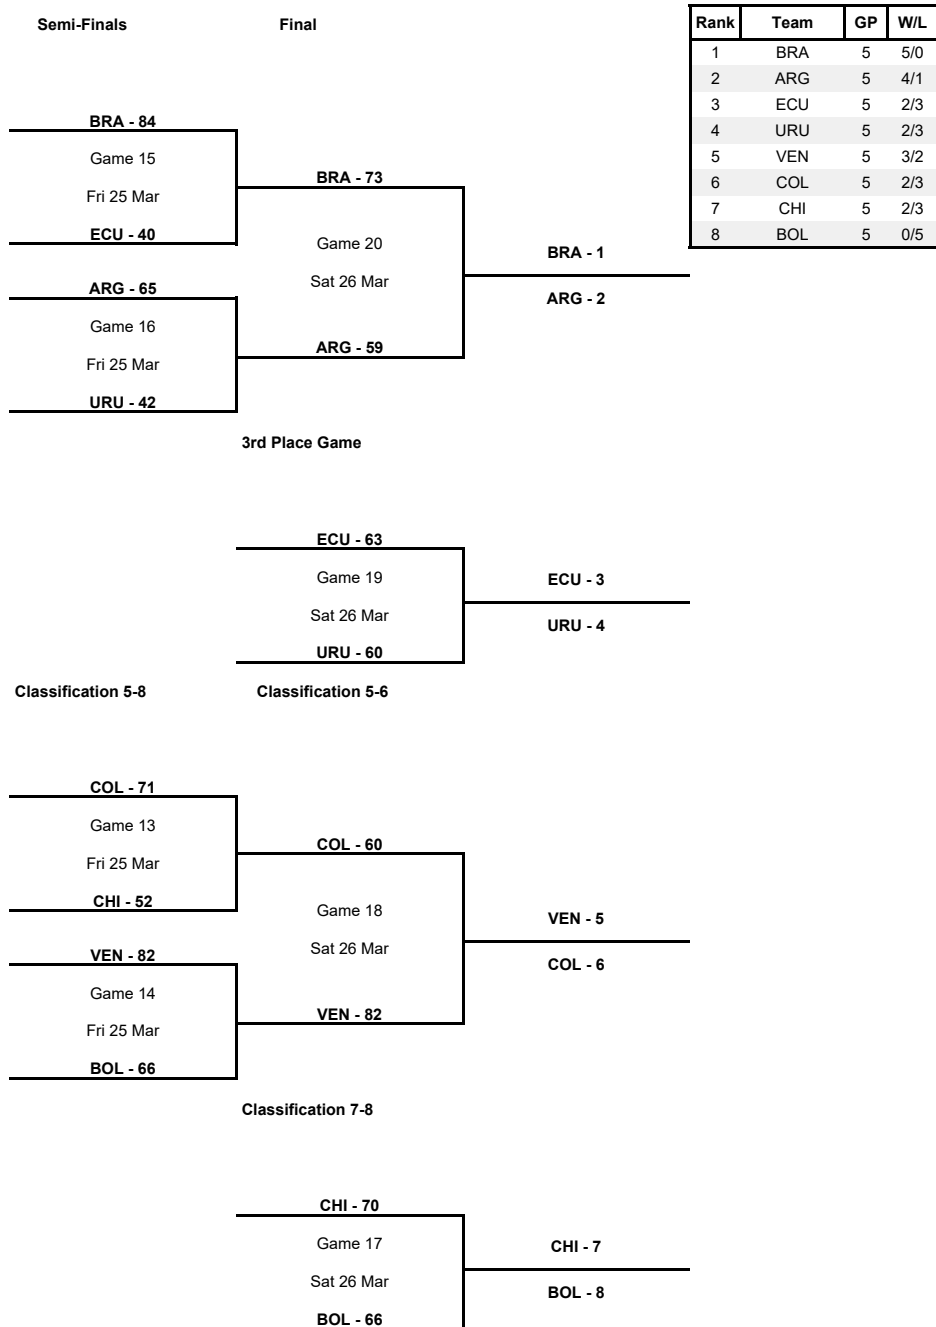 Semi-Finals Final
Rank Team GP W/L
1 BRA 5 5/0
2 ARG 5 4/1
3 ECU 5 2/3
4 URU 5 2/3
5 VEN 5 3/2
6 COL 5 2/3
7 CHI 5 2/3
8 BOL 5 0/5
BRA - 84
Game 15
Fri 25 Mar
ECU - 40
ARG - 65
Game 16
Fri 25 Mar
URU - 42
BRA - 73
Game 20
Sat 26 Mar
ARG - 59
BRA - 1
ARG - 2
3rd Place Game
ECU - 63
Game 19
Sat 26 Mar
URU - 60
ECU - 3
URU - 4
Classification 5-8 Classification 5-6
COL - 71
Game 13
Fri 25 Mar
CHI - 52
VEN - 82
Game 14
Fri 25 Mar
BOL - 66
COL - 60
Game 18
Sat 26 Mar
VEN - 82
VEN - 5
COL - 6
Classification 7-8
CHI - 70
Game 17
Sat 26 Mar
BOL - 66
CHI - 7
BOL - 8